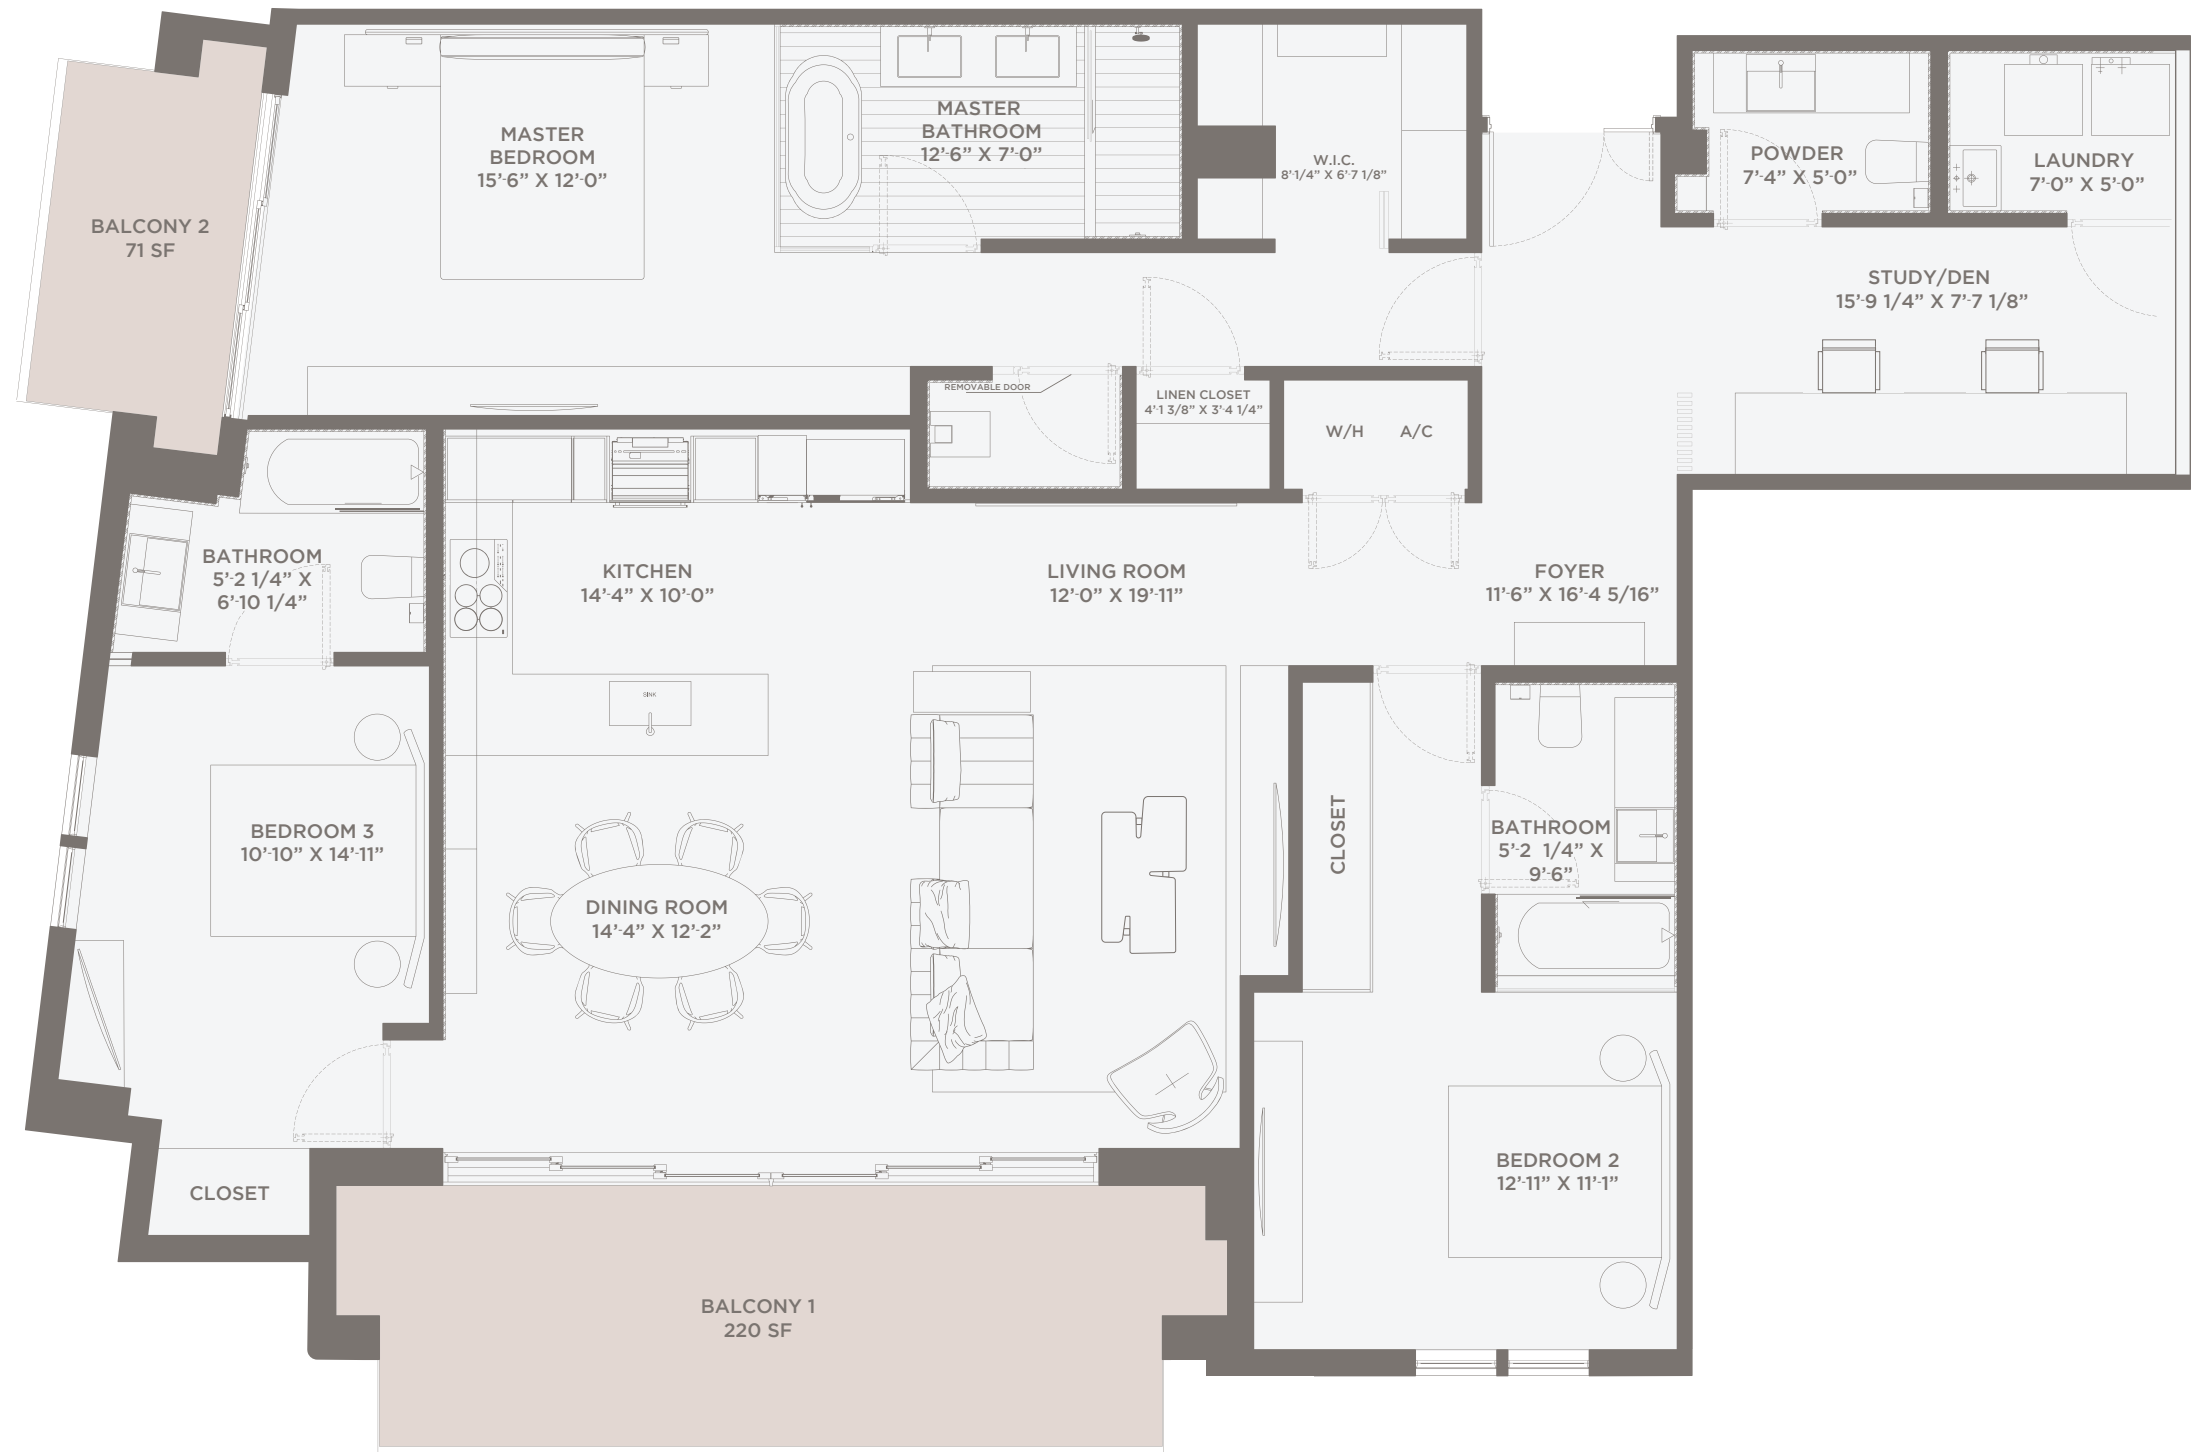 BALCONY 2
71 SF
MASTER
BEDROOM
15'-6" X 12'-0"
MASTER
BATHROOM
12'-6" X 7'-0"
W.I.C.
8'-1/4" X 6'-7 1/8"
POWDER
7'-4" X 5'-0"
LAUNDRY
7'-0" X 5'-0"
STUDY/DEN
15'-9 1/4" X 7'-7 1/8"
REMOVABLE DOOR
LINEN CLOSET
4'-1 3/8" X 3'-4 1/4"
W/H
A/C
BATHROOM
5'-2 1/4" X
6'-10 1/4"
KITCHEN
14'-4" X 10'-0"
LIVING ROOM
12'-0" X 19'-11"
FOYER
11'-6" X 16'-4 5/16"
SINK
BEDROOM 3
10'-10" X 14'-11"
DINING ROOM
14'-4" X 12'-2"
CLOSET
BATHROOM
5'-2 1/4" X
9'-6"
CLOSET
BEDROOM 2
12'-11" X 11'-1"
BALCONY 1
220 SF